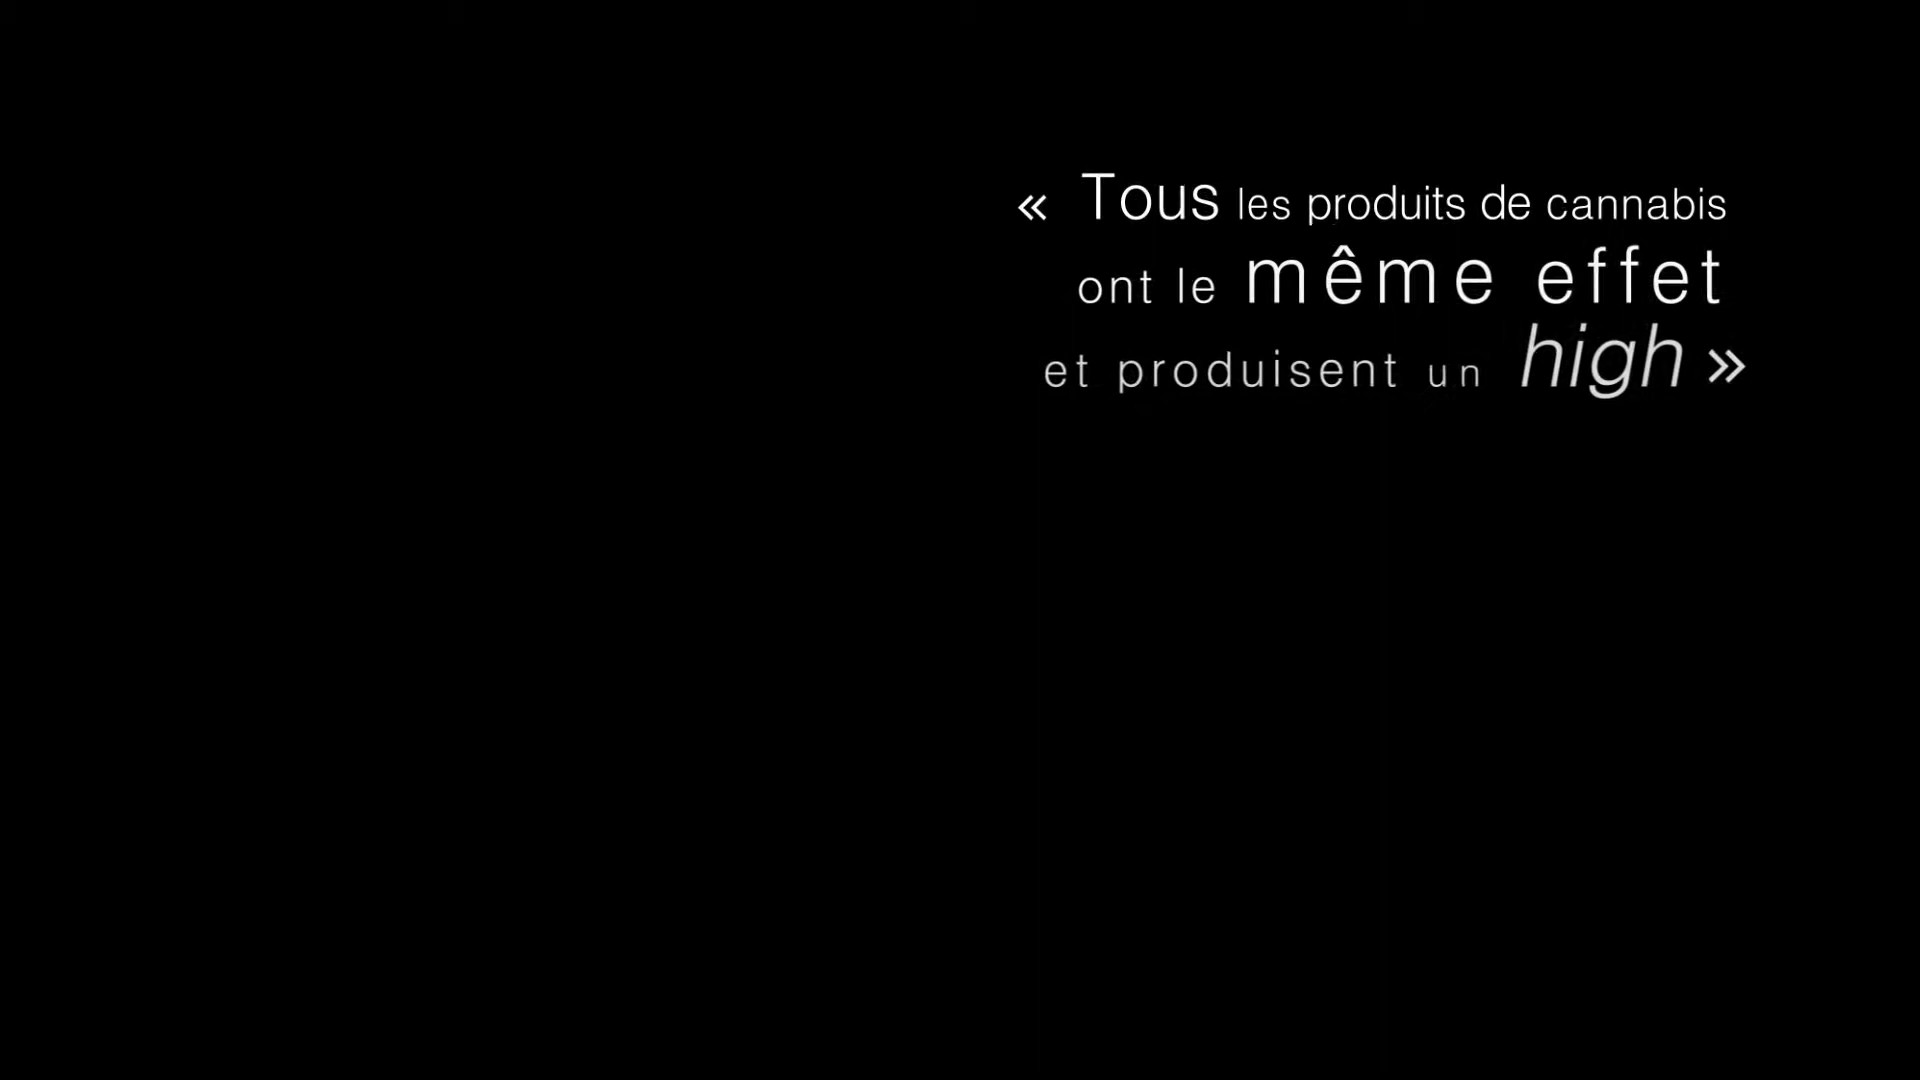 « Tous les produits de cannabis
ont le même effet
et produisent un high »